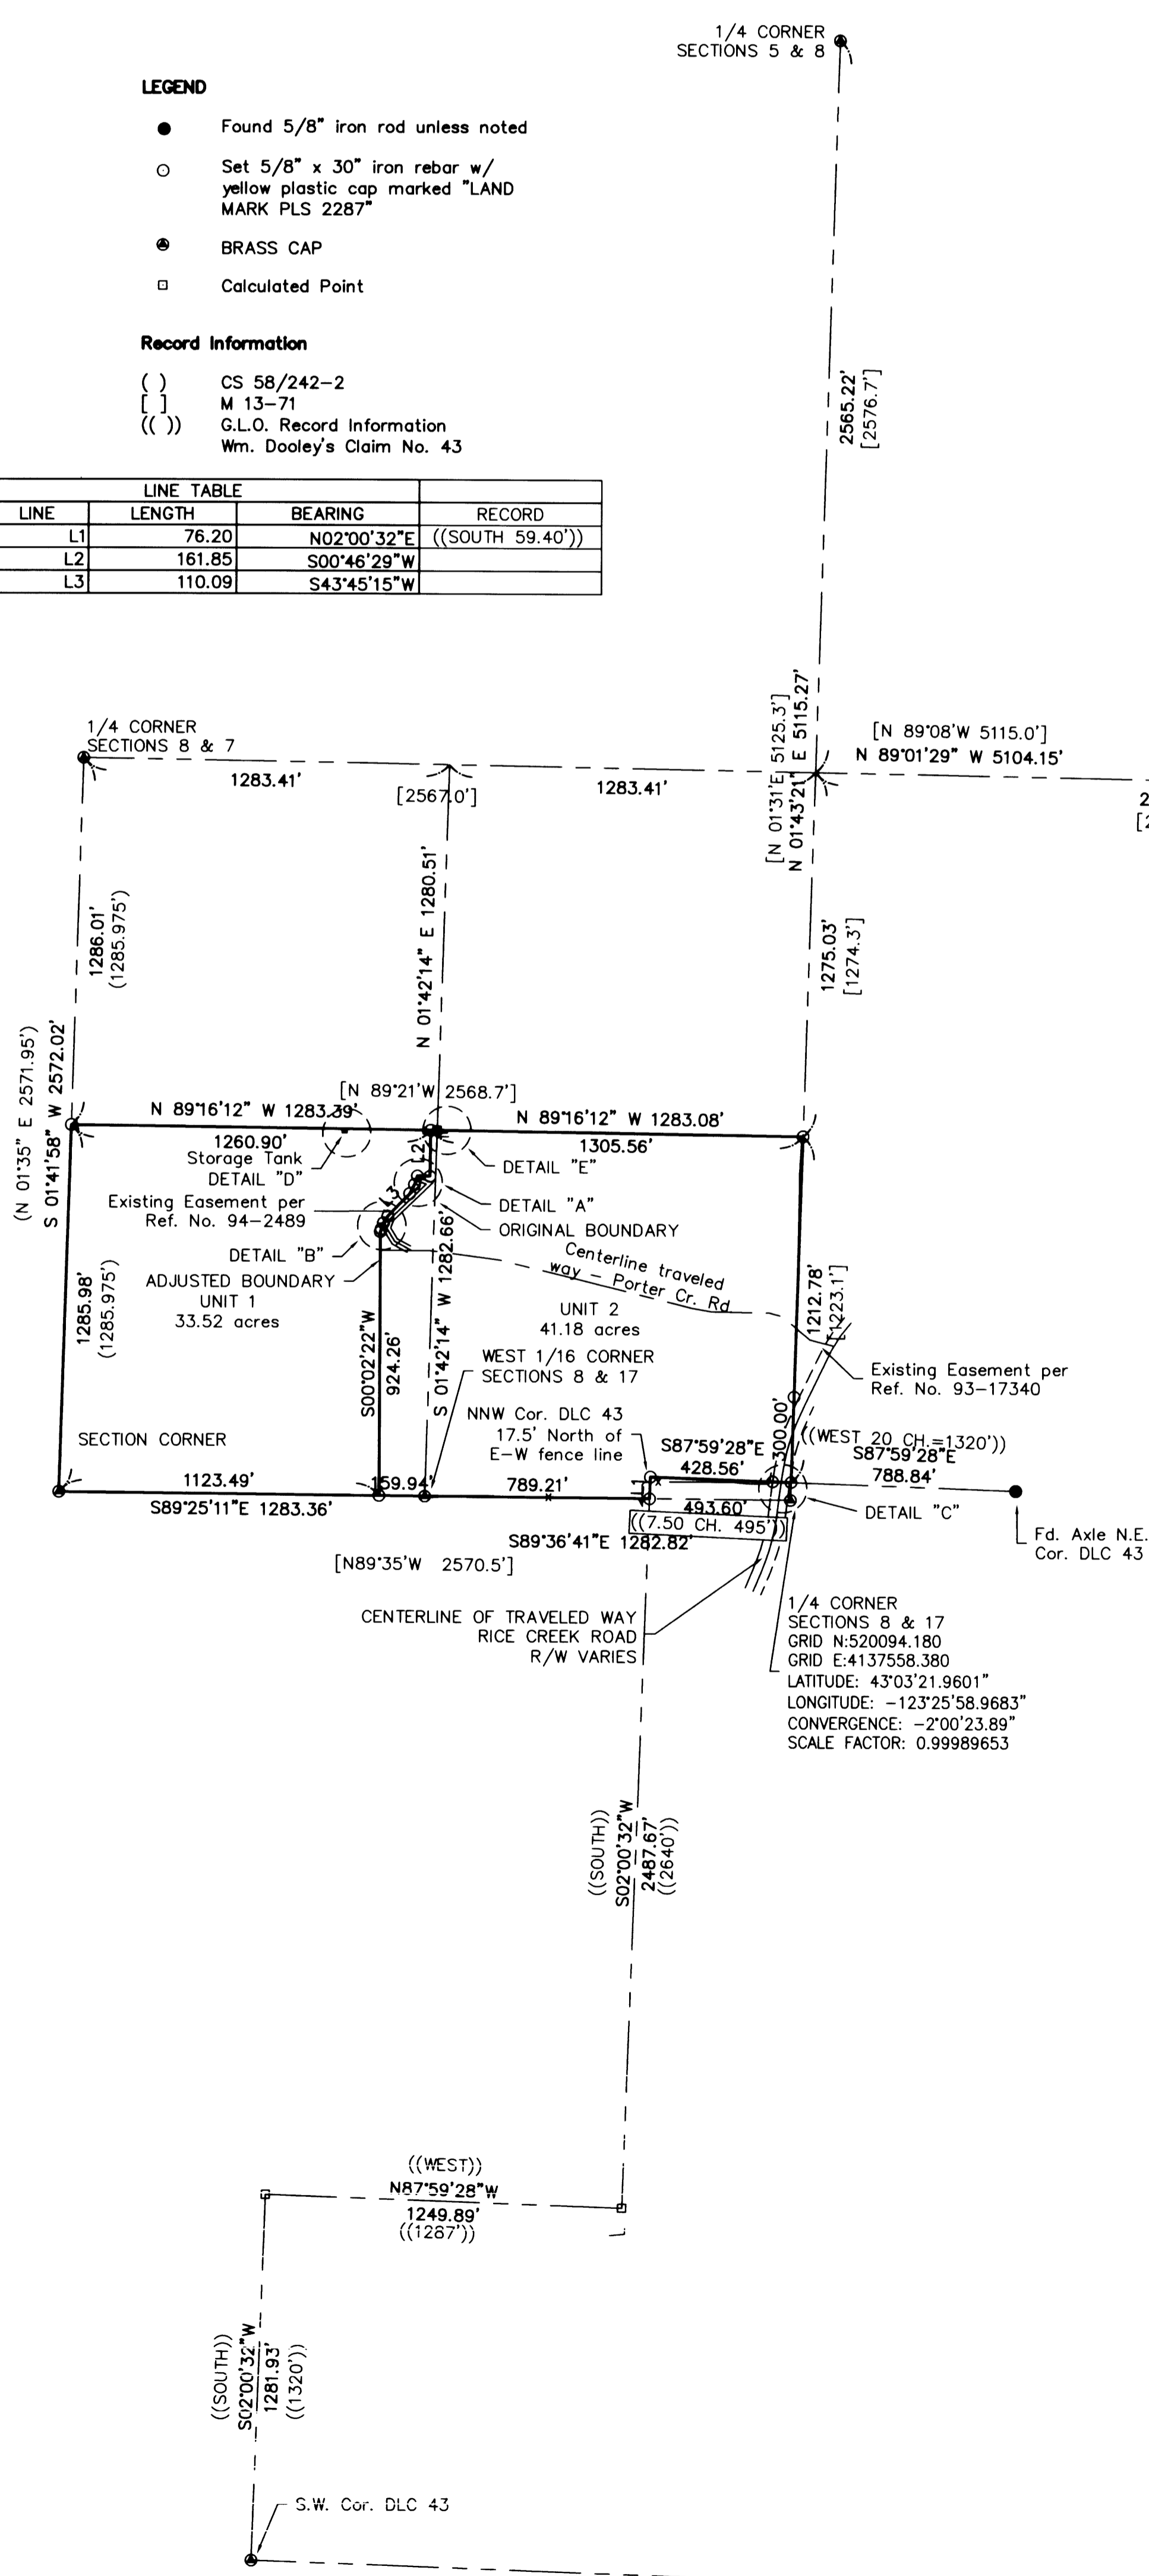 1/4 CORNER
SECTIONS 5 & 8
LEGEND
Found 5/8" iron rod unless noted
Set 5/8" x 30" iron rebar w/
yellow plastic cap marked "LAND
MARK PLS 2287"
BRASS CAP
Calculated Point
Record Information
( ) CS 58/242-2
[ ] M 13-71
(( )) G.L.O. Record Information
Wm. Dooley's Claim No. 43
2565.22'
[2576.7']
LINE TABLE
LINE LENGTH BEARING RECORD
L1 76.20 N02°00'32"E ((SOUTH 59.40'))
L2 161.85 S00°46'29"W
L3 110.09 S43°45'15"W
1/4 CORNER
SECTIONS 8 & 7
1283.41'
[2567.0']
1283.41'
[N 01°31'E 5125.3']
N 01°43'21" E 5115.27'
[N 89°08'W 5115.0']
N 89°01'29" W 5104.15'
2
[2
1286.01'
(1285.975')
N 01°42'14" E 1280.51'
1275.03'
[1274.3']
(N 01°35" E 2571.95')
S 01°41'58" W 2572.02'
[N 89°21'W 2568.7']
N 89°16'12" W 1283.39'
N 89°16'12" W 1283.08'
1260.90'
1305.56'
Storage Tank
DETAIL "D"
L2
DETAIL "E"
Existing Easement per
Ref. No. 94-2489
L3
DETAIL "A"
ORIGINAL BOUNDARY
DETAIL "B"
Centerline traveled
way - Porter Cr. Rd.
ADJUSTED BOUNDARY
UNIT 1
33.52 acres
1285.98'
(1285.975')
S00°02'22"W
924.26'
S 01°42'14" W 1282.66'
UNIT 2
41.18 acres
1212.78'
[1223.1']
WEST 1/16 CORNER
SECTIONS 8 & 17
Existing Easement per
Ref. No. 93-17340
NNW Cor. DLC 43
17.5' North of
E-W fence line
300.00'
((WEST 20 CH.=1320'))
SECTION CORNER
S87°59'28"E
428.56'
S87°59'28"E
788.84'
1123.49'
159.94'
789.21'
L1
493.60'
((7.50 CH. 495'))
DETAIL "C"
S89°25'11"E 1283.36'
S89°36'41"E 1282.82'
[N89°35'W 2570.5']
Fd. Axle N.E.
Cor. DLC 43
CENTERLINE OF TRAVELED WAY
RICE CREEK ROAD
R/W VARIES
1/4 CORNER
SECTIONS 8 & 17
GRID N:520094.180
GRID E:4137558.380
LATITUDE: 43°03'21.9601"
LONGITUDE: -123°25'58.9683"
CONVERGENCE: -2°00'23.89"
SCALE FACTOR: 0.99989653
((SOUTH))
S02°00'32"W
2487.67'
((2640'))
((WEST))
N87°59'28"W
1249.89'
((1287'))
((SOUTH))
S02°00'32"W
1281.93'
((1320'))
S.W. Cor. DLC 43